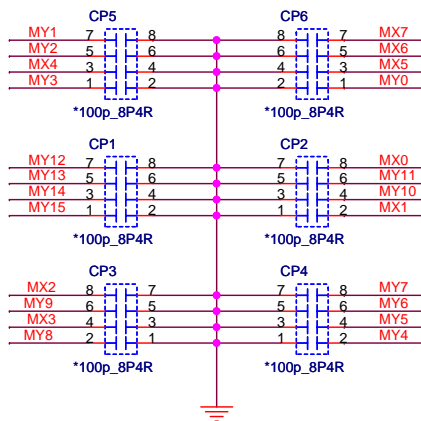 CP5 CP6
MY1 7 8 8 7 MX7
MY2 5 6 6 5 MX6
MX4 3 4 4 3 MX5
MY3 1 2 2 1 MY0
*100p_8P4R *100p_8P4R
CP1 CP2
MY12 7 8 7 8 MX0
MY13 5 6 5 6 MY11
MY14 3 4 3 4 MY10
MY15 1 2 1 2 MX1
*100p_8P4R *100p_8P4R
CP3 CP4
MX2 8 7 7 8 MY7
MY9 6 5 5 6 MY6
MX3 4 3 3 4 MY5
MY8 2 1 1 2 MY4
*100p_8P4R *100p_8P4R